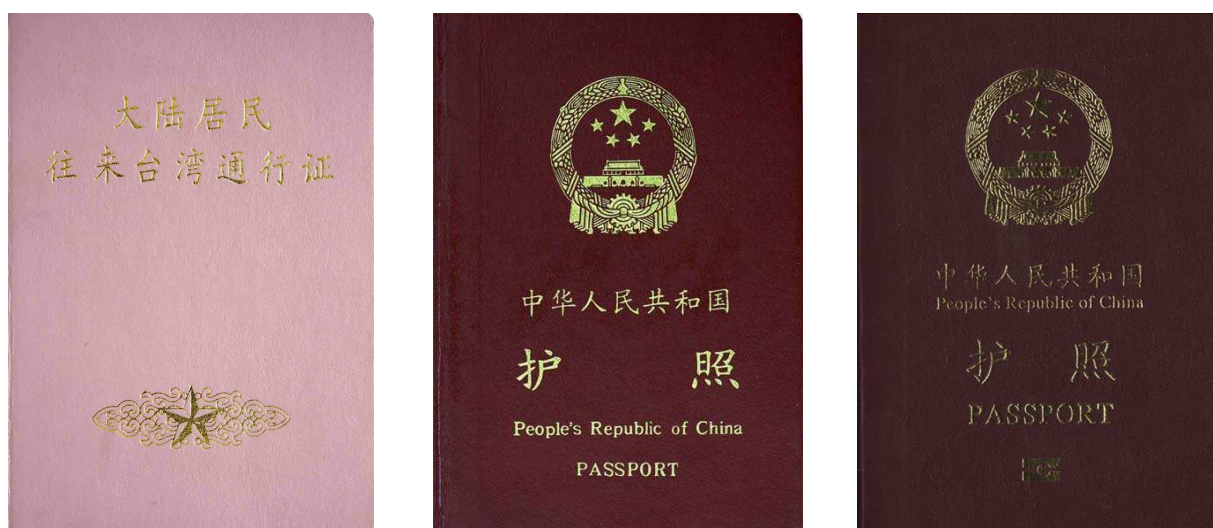 大陆居民
往来台湾通行证
中华人民共和国
护 照
People's Republic of China
PASSPORT
中华人民共和国
People's Republic of China
护 照
PASSPORT